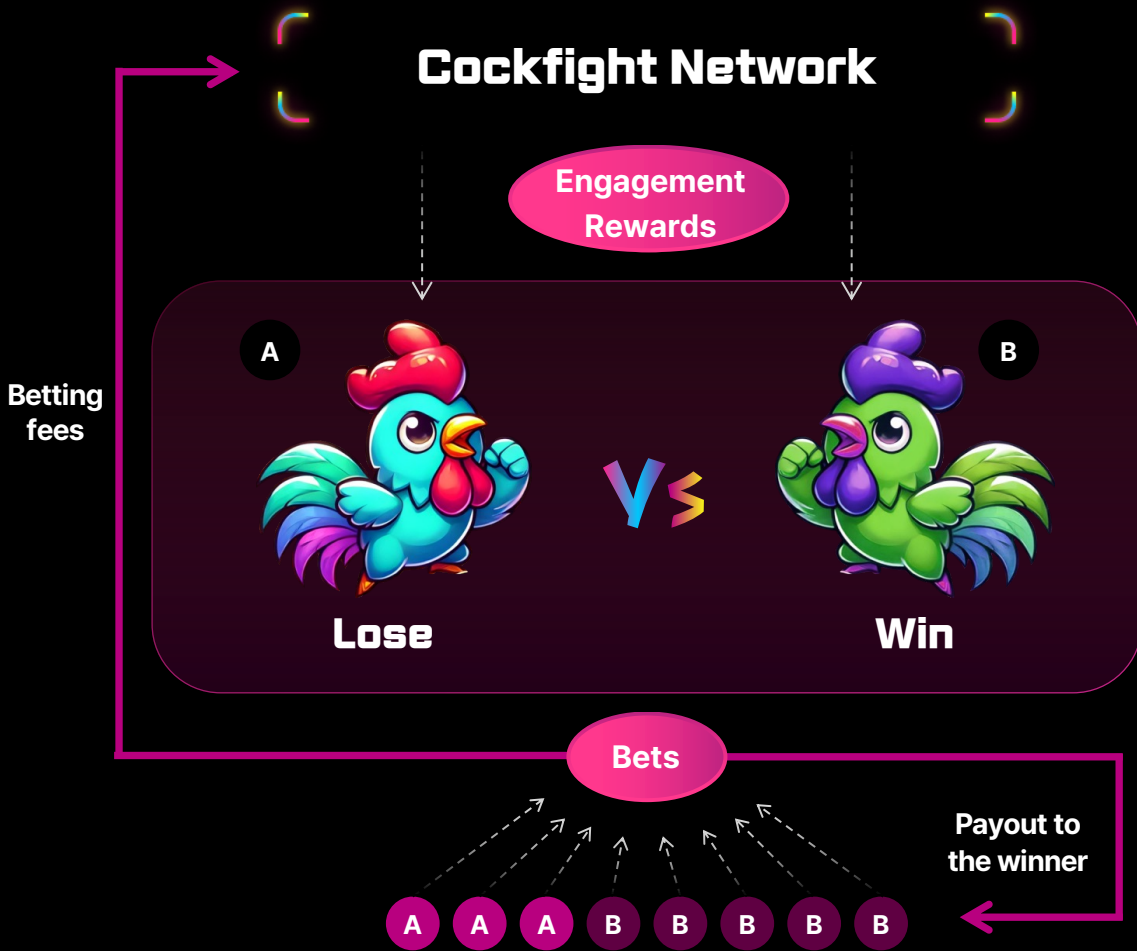 Cockfight Network
Engagement
Rewards
A
B
Betting
fees
Vs
Lose
Win
Bets
Payout to
the winner
A A A B B B B B